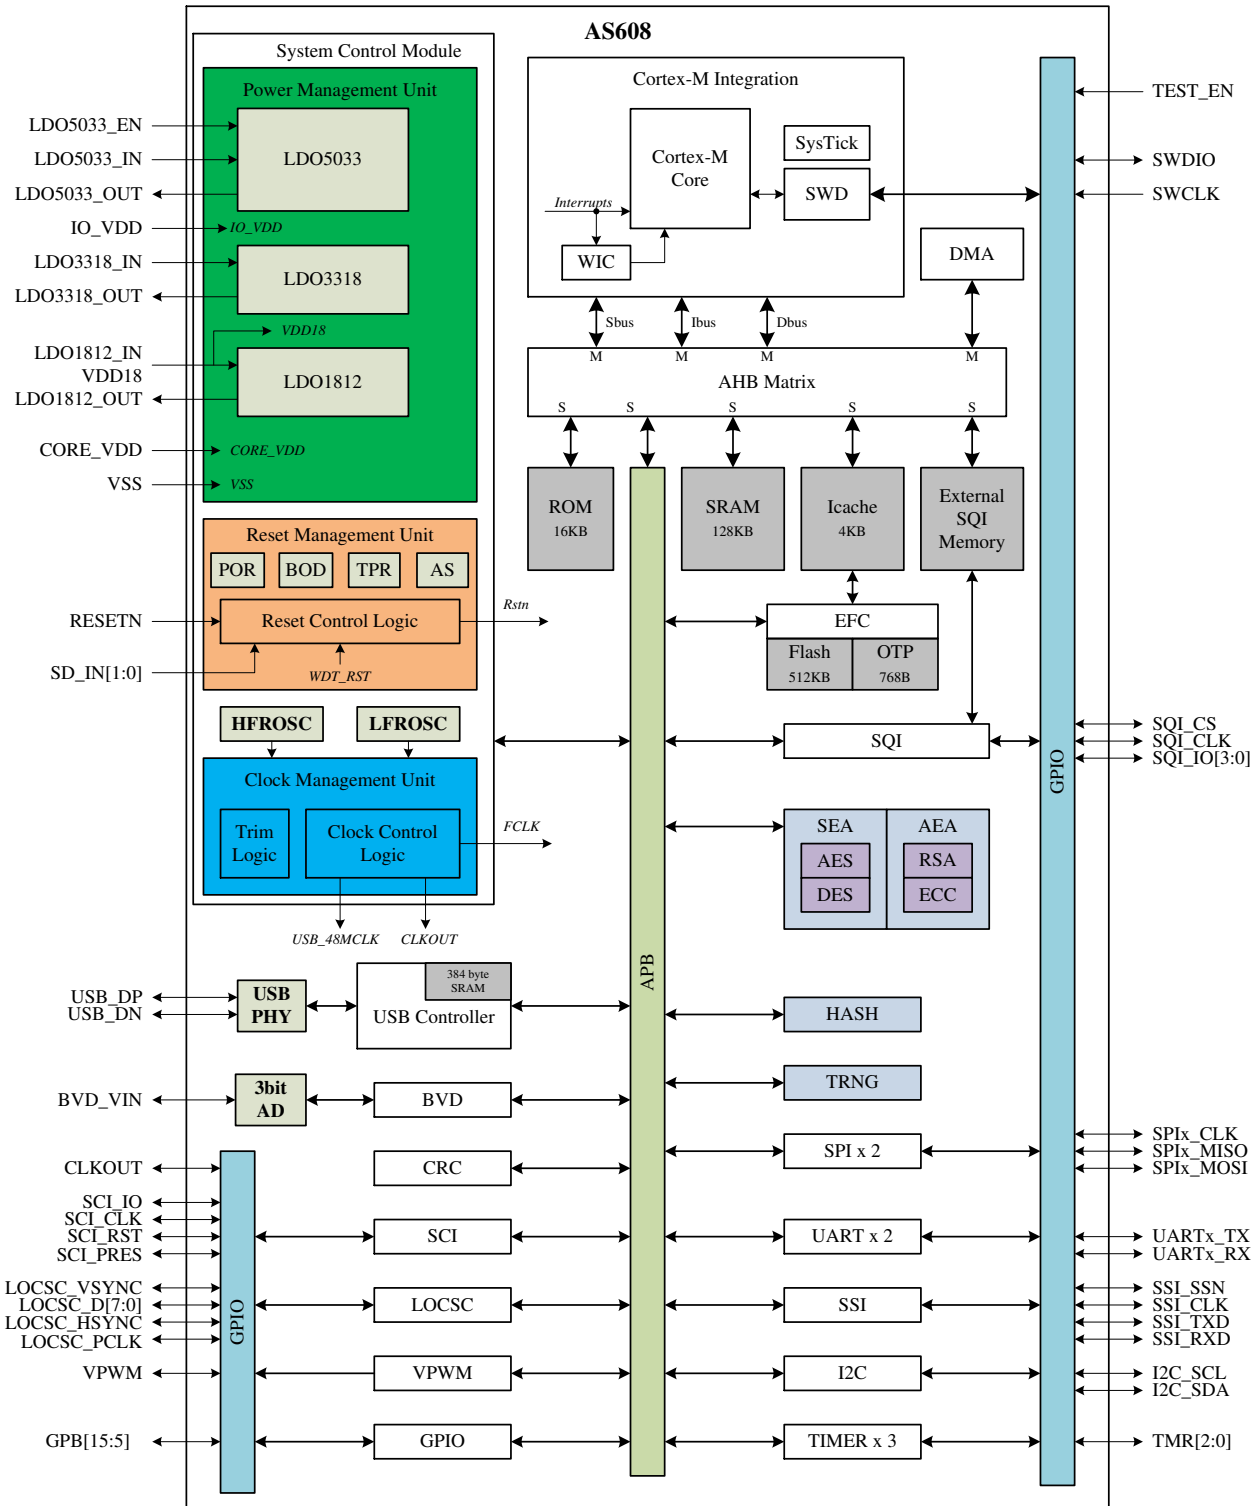 AS608
System Control Module
Power Management Unit
LDO5033_EN
LDO5033_IN
LDO5033_OUT
LDO5033
IO_VDD
IO_VDD
LDO3318_IN
LDO3318_OUT
LDO3318
VDD18
LDO1812_IN
VDD18
LDO1812_OUT
LDO1812
CORE_VDD
CORE_VDD
VSS
VSS
Reset Management Unit
POR
BOD
TPR
AS
RESETN
Reset Control Logic
Rstn
SD_IN[1:0]
WDT_RST
HFROSC
LFROSC
Clock Management Unit
Trim
Logic
Clock Control
Logic
FCLK
USB_48MCLK
CLKOUT
USB_DP
USB_DN
USB
PHY
384 byte
SRAM
USB Controller
BVD_VIN
3bit
AD
BVD
CLKOUT
CRC
SCI_IO
SCI_CLK
SCI_RST
SCI_PRES
SCI
LOCSC_VSYNC
LOCSC_D[7:0]
LOCSC_HSYNC
LOCSC_PCLK
GPIO
LOCSC
VPWM
VPWM
GPB[15:5]
GPIO
Cortex-M Integration
Cortex-M
Core
SysTick
SWD
Interrupts
WIC
DMA
Sbus
Ibus
Dbus
M
M
M
M
AHB Matrix
S
S
S
S
S
ROM
16KB
SRAM
128KB
Icache
4KB
External
SQI
Memory
EFC
Flash
512KB
OTP
768B
SQI
SEA
AES
DES
AEA
RSA
ECC
APB
HASH
TRNG
SPI x 2
UART x 2
SSI
I2C
TIMER x 3
GPIO
TEST_EN
SWDIO
SWCLK
SQI_CS
SQI_CLK
SQI_IO[3:0]
SPIx_CLK
SPIx_MISO
SPIx_MOSI
UARTx_TX
UARTx_RX
SSI_SSN
SSI_CLK
SSI_TXD
SSI_RXD
I2C_SCL
I2C_SDA
TMR[2:0]